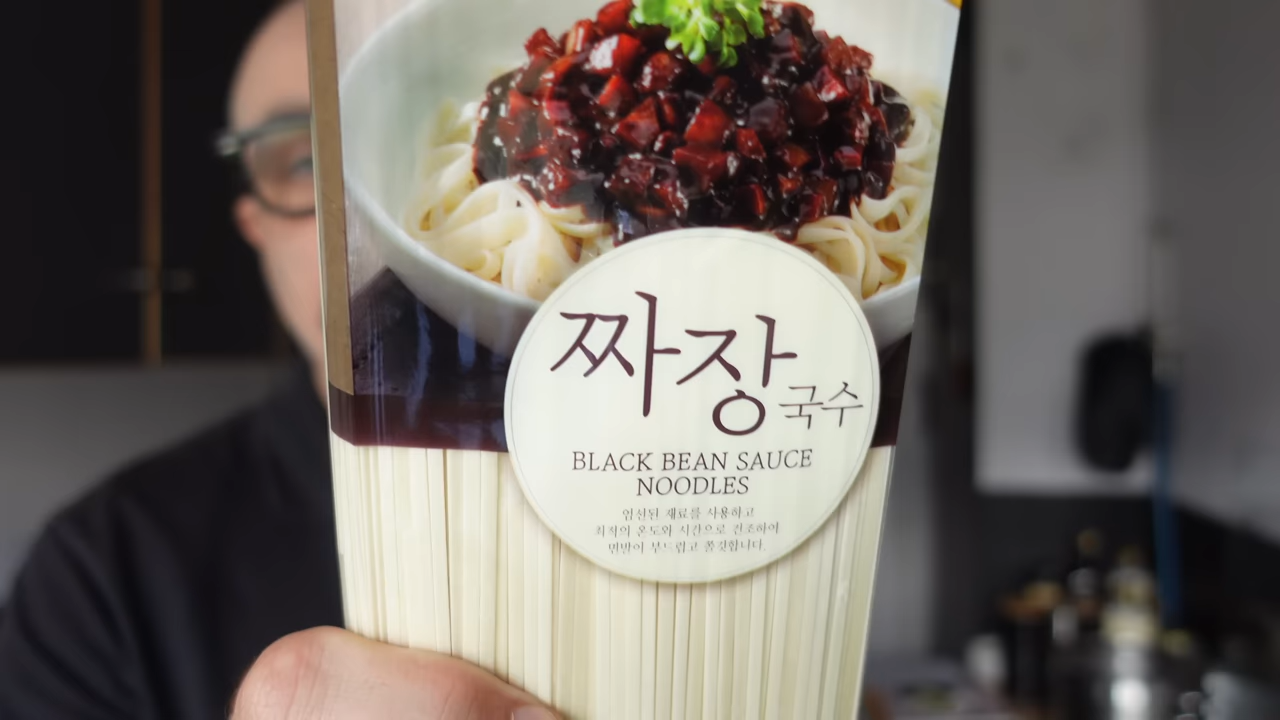 짜장국수
BLACK BEAN SAUCE
NOODLES
엄선된 재료를 사용하고
최적의 온도와 시간으로 건조하여
면발이 부드럽고 쫄깃합니다.